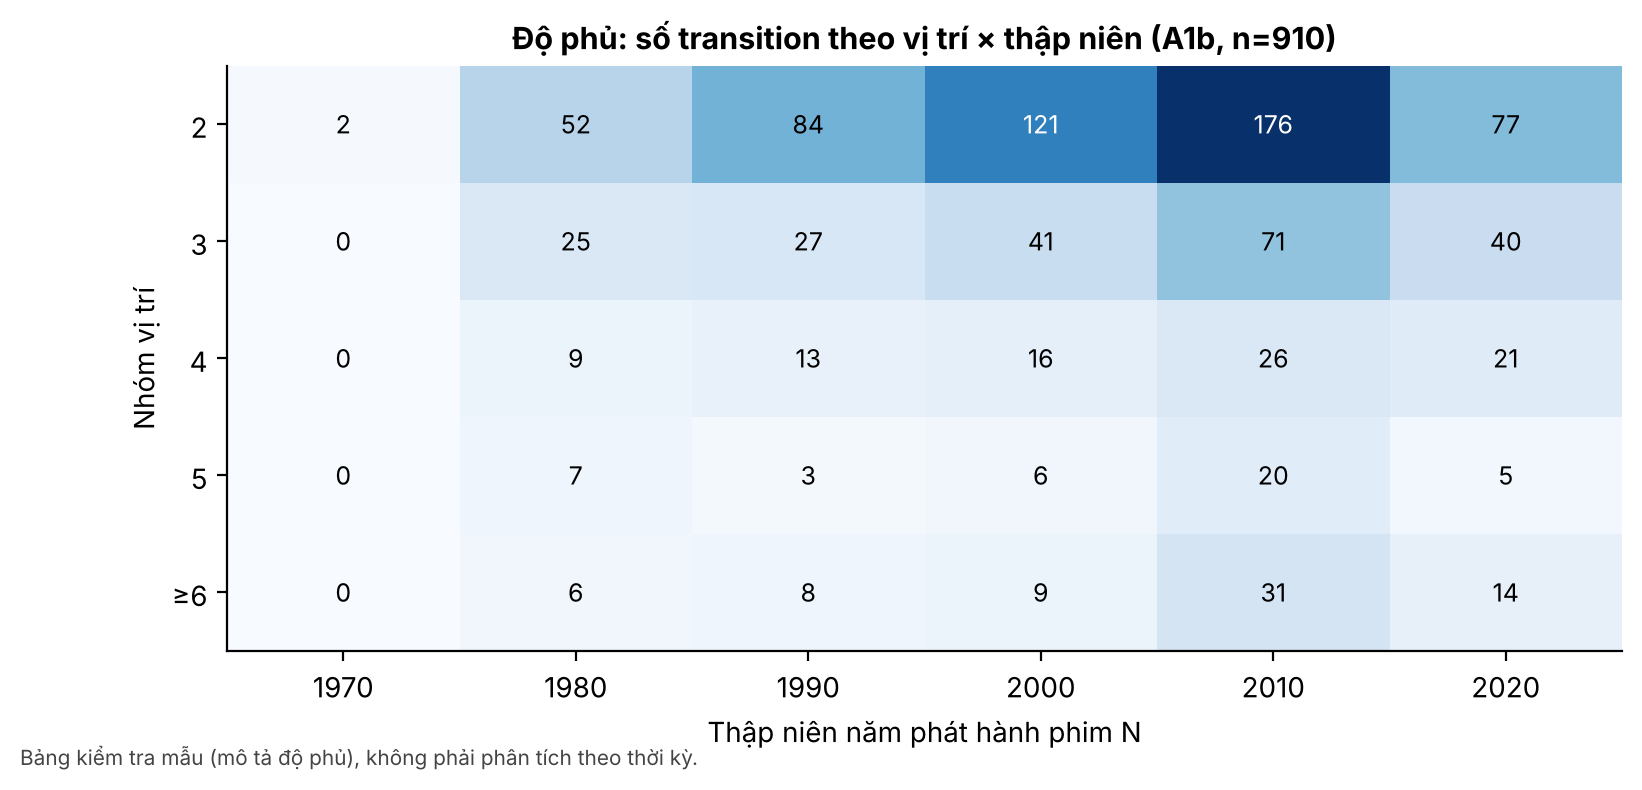 Độ phủ: số transition theo vị trí × thập niên (A1b, n=910)
Nhóm vị trí
2 2 52 84 121 176 77
3 0 25 27 41 71 40
4 0 9 13 16 26 21
5 0 7 3 6 20 5
≥6 0 6 8 9 31 14
1970 1980 1990 2000 2010 2020
Thập niên năm phát hành phim N
Bảng kiểm tra mẫu (mô tả độ phủ), không phải phân tích theo thời kỳ.